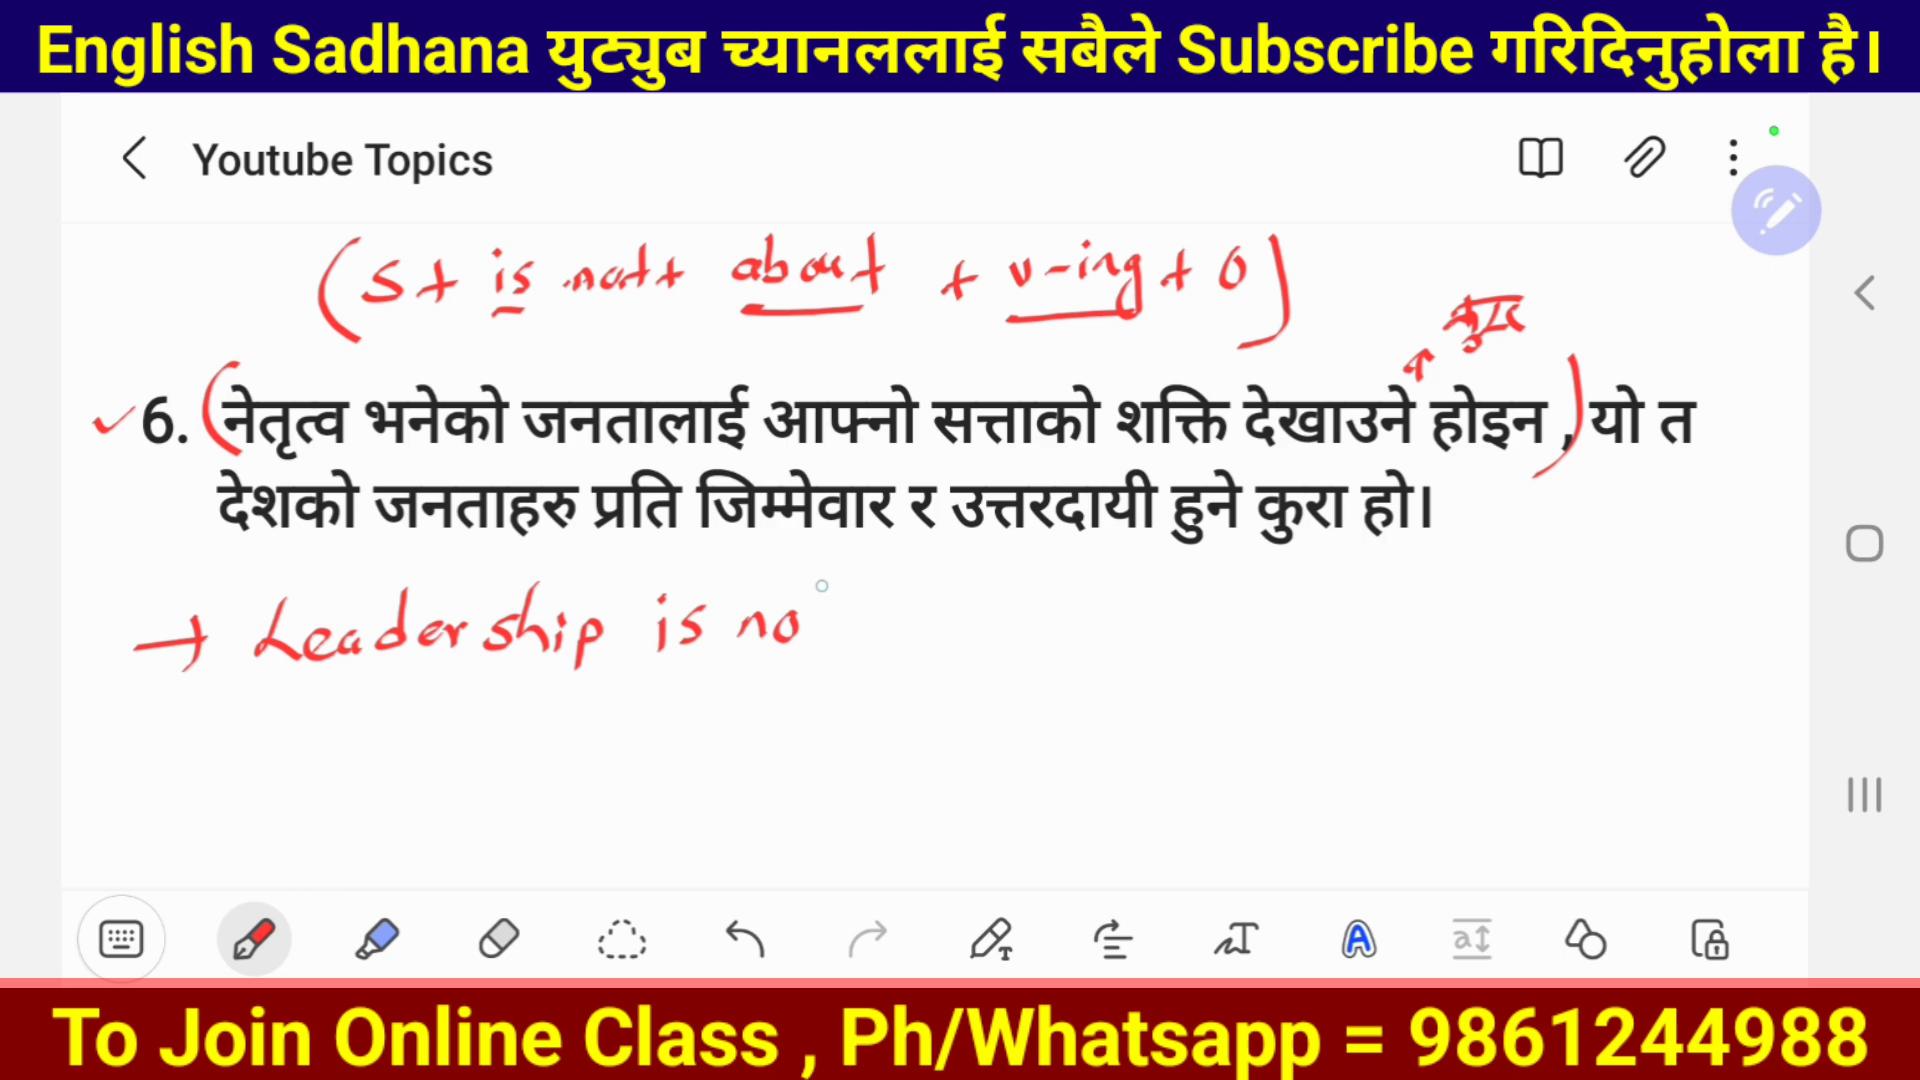 English Sadhana युट्युब च्यानललाई सबैले Subscribe गरिदिनुहोला है।
Youtube Topics
(S + is not + about + v-ing + O)
कुरा
6. (नेतृत्व भनेको जनतालाई आफ्नो सत्ताको शक्ति देखाउने होइन ,) यो त
देशको जनताहरु प्रति जिम्मेवार र उत्तरदायी हुने कुरा हो।
→ Leadership is no
To Join Online Class , Ph/Whatsapp = 9861244988